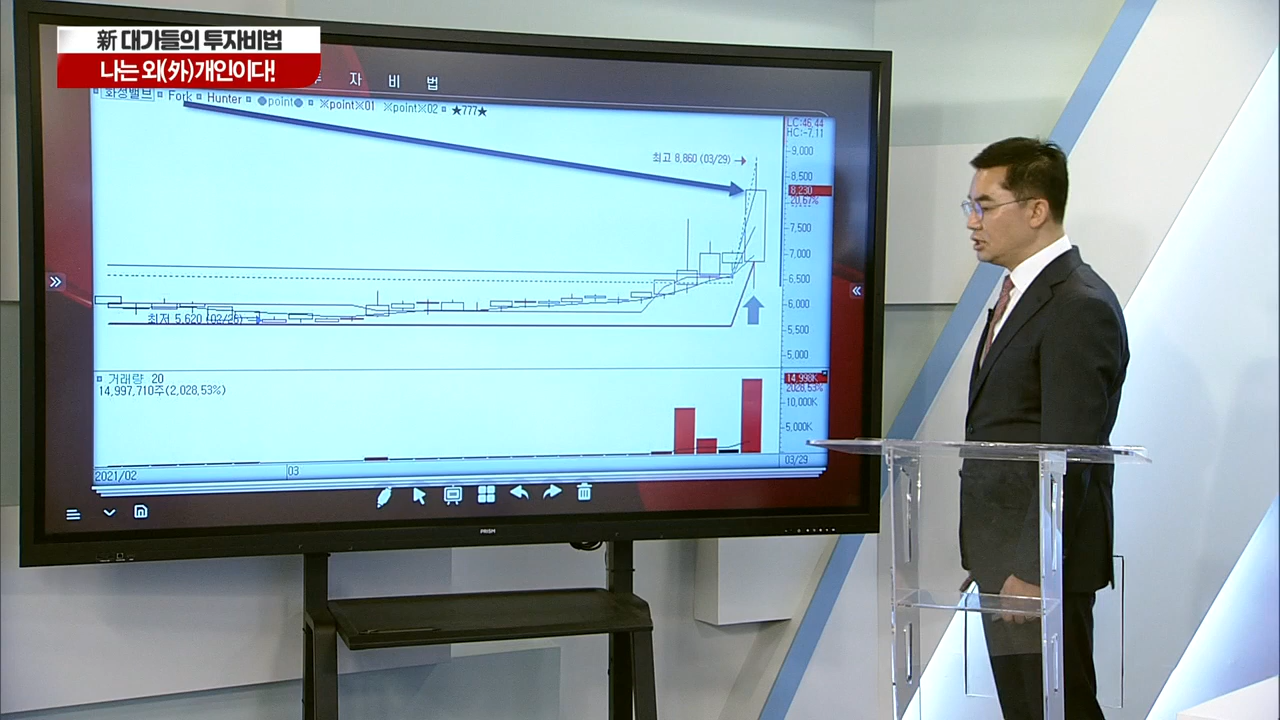 新 대가들의 투자비법
나는 외(外)개인이다!
투 자 비 법
화성밸브 Fork Hunter point ※point※01 ※point※02 ★777★
LC:46.44
HC:-7.11
최고 8,860 (03/29)
9,000
8,500
8,230
20.67%
7,500
7,000
6,500
6,000
5,500
5,000
최저 5,620 (02/26)
거래량 20
14,997,710주(2,028.53%)
14,998K
2028.53%
10,000K
5,000K
2021/02
03
03/29
PRISM